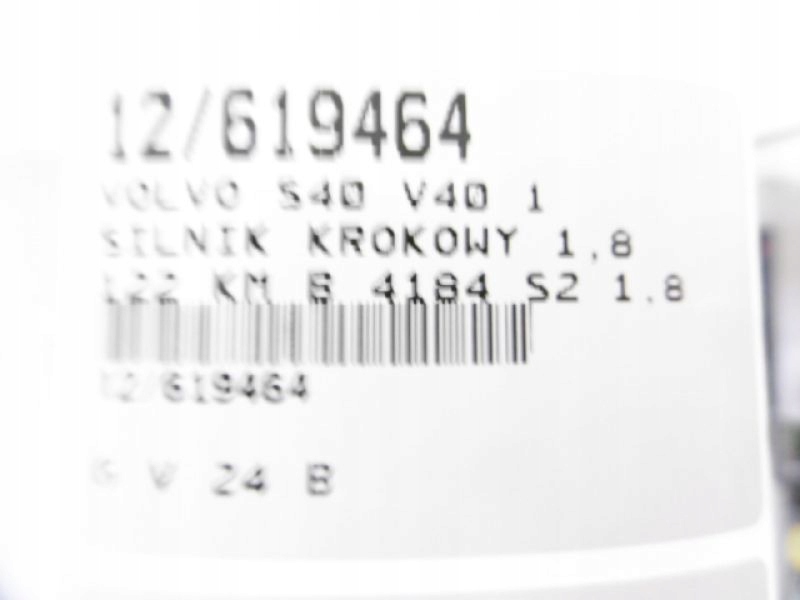 12/619464
VOLVO S40 V40 1
SILNIK KROKOWY 1,8
122 KM B 4184 S2 1.8
12/619464
V 24 B